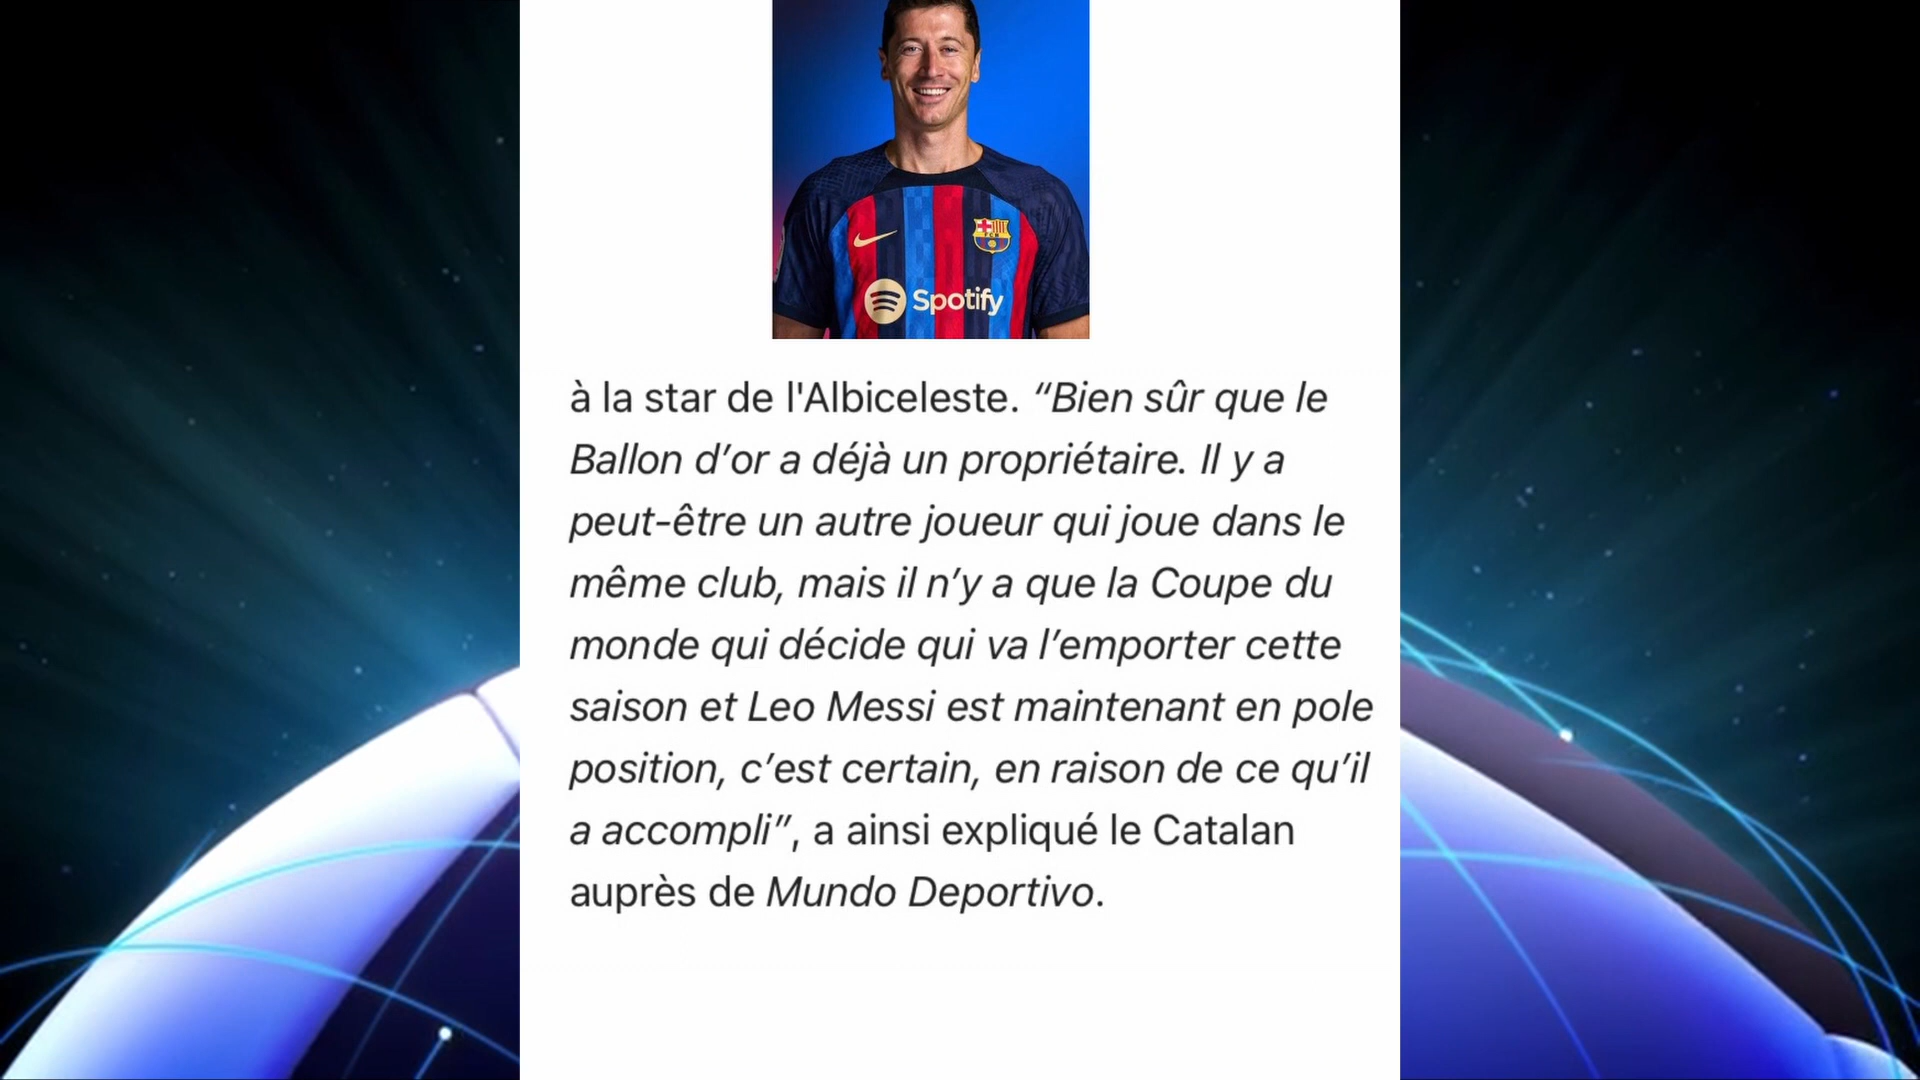 FCB
Spotify
à la star de l'Albiceleste. “Bien sûr que le
Ballon d’or a déjà un propriétaire. Il y a
peut-être un autre joueur qui joue dans le
même club, mais il n’y a que la Coupe du
monde qui décide qui va l’emporter cette
saison et Leo Messi est maintenant en pole
position, c’est certain, en raison de ce qu’il
a accompli”, a ainsi expliqué le Catalan
auprès de Mundo Deportivo.